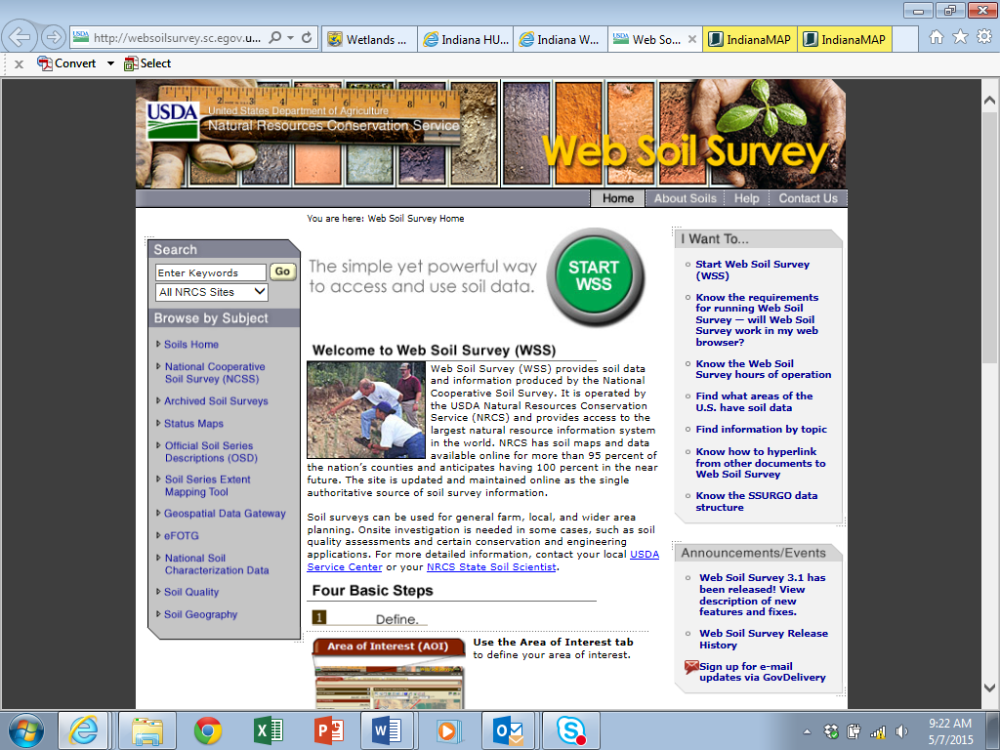 http://websoilsurvey.sc.egov.u...
Wetlands ...
Indiana HU...
Indiana W...
Web So...
IndianaMAP
IndianaMAP
Convert
Select
1 2 3 4 5 6 7 8 9
USDA
United States Department of Agriculture
Natural Resources Conservation Service
Web Soil Survey
Home
About Soils
Help
Contact Us
You are here: Web Soil Survey Home
Search
Enter Keywords
Go
All NRCS Sites
Browse by Subject
Soils Home
National Cooperative
Soil Survey (NCSS)
Archived Soil Surveys
Status Maps
Official Soil Series
Descriptions (OSD)
Soil Series Extent
Mapping Tool
Geospatial Data Gateway
eFOTG
National Soil
Characterization Data
Soil Quality
Soil Geography
The simple yet powerful way
to access and use soil data.
START
WSS
Welcome to Web Soil Survey (WSS)
Web Soil Survey (WSS) provides soil data
and information produced by the National
Cooperative Soil Survey. It is operated by
the USDA Natural Resources Conservation
Service (NRCS) and provides access to the
largest natural resource information system
in the world. NRCS has soil maps and data
available online for more than 95 percent of
the nation's counties and anticipates having 100 percent in the near
future. The site is updated and maintained online as the single
authoritative source of soil survey information.
Soil surveys can be used for general farm, local, and wider area
planning. Onsite investigation is needed in some cases, such as soil
quality assessments and certain conservation and engineering
applications. For more detailed information, contact your local USDA
Service Center or your NRCS State Soil Scientist.
Four Basic Steps
1 Define.
Area of Interest (AOI)
Use the Area of Interest tab
to define your area of interest.
I Want To...
Start Web Soil Survey
(WSS)
Know the requirements
for running Web Soil
Survey — will Web Soil
Survey work in my web
browser?
Know the Web Soil
Survey hours of operation
Find what areas of the
U.S. have soil data
Find information by topic
Know how to hyperlink
from other documents to
Web Soil Survey
Know the SSURGO data
structure
Announcements/Events
Web Soil Survey 3.1 has
been released! View
description of new
features and fixes.
Web Soil Survey Release
History
Sign up for e-mail
updates via GovDelivery
9:22 AM
5/7/2015